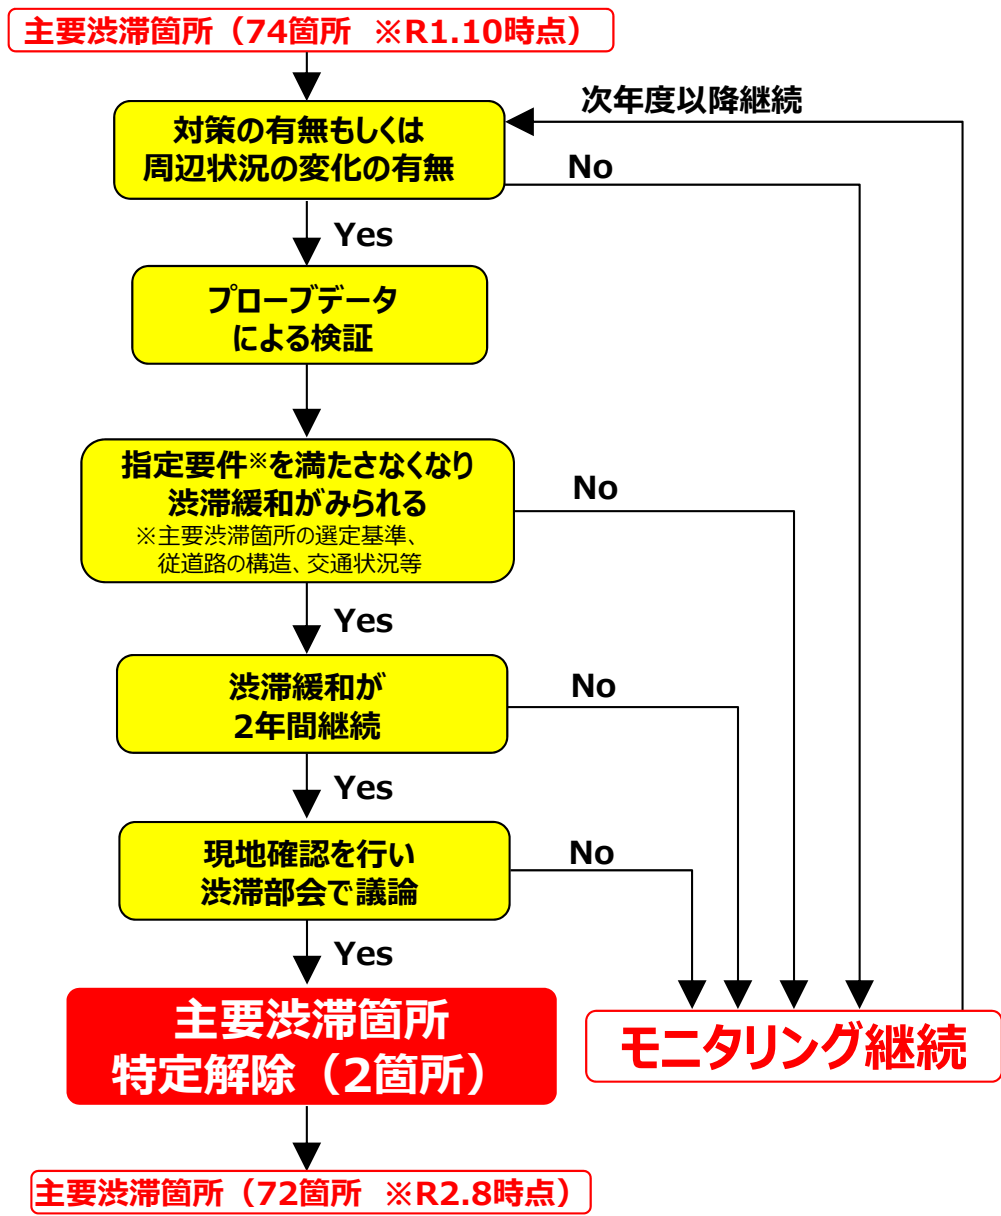 主要渋滞箇所（74箇所 ※R1.10時点）
次年度以降継続
対策の有無もしくは
周辺状況の変化の有無
No
Yes
プローブデータ
による検証
指定要件※を満たさなくなり
渋滞緩和がみられる
※主要渋滞箇所の選定基準、
従道路の構造、交通状況等
No
Yes
渋滞緩和が
2年間継続
No
Yes
現地確認を行い
渋滞部会で議論
No
Yes
主要渋滞箇所
特定解除（2箇所）
モニタリング継続
主要渋滞箇所（72箇所 ※R2.8時点）